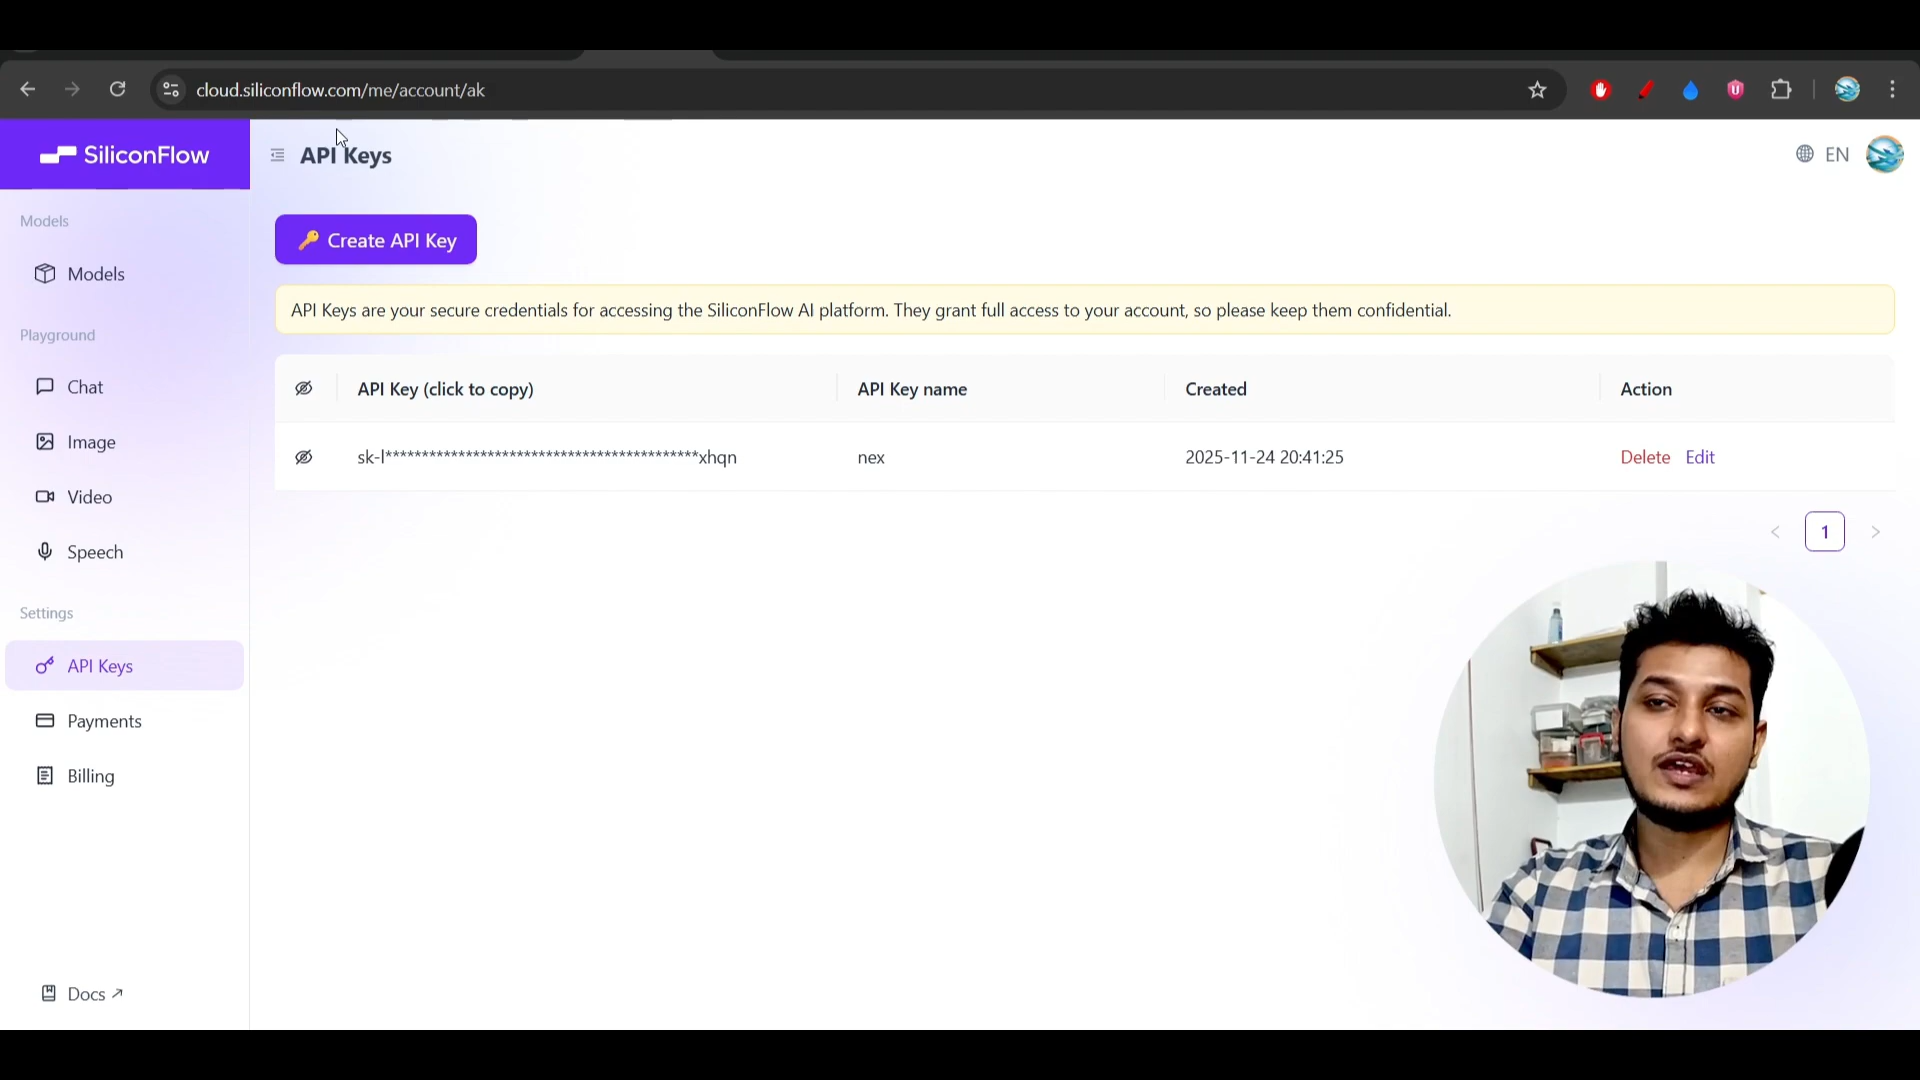 cloud.siliconflow.com/me/account/ak
SiliconFlow
API Keys
EN
Models
Models
Playground
Chat
Image
Video
Speech
Settings
API Keys
Payments
Billing
Docs ↗
Create API Key
API Keys are your secure credentials for accessing the SiliconFlow AI platform. They grant full access to your account, so please keep them confidential.
API Key (click to copy) API Key name Created Action
sk-l*******************************************xhqn nex 2025-11-24 20:41:25 Delete Edit
1